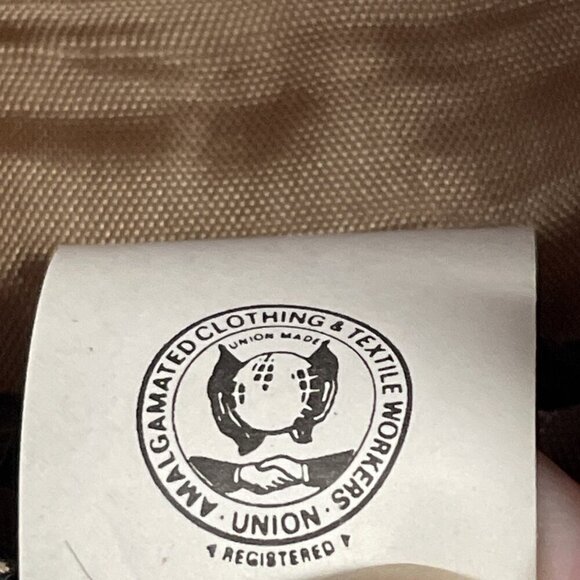 AMALGAMATED CLOTHING & TEXTILE WORKERS
· UNION ·
UNION MADE
REGISTERED